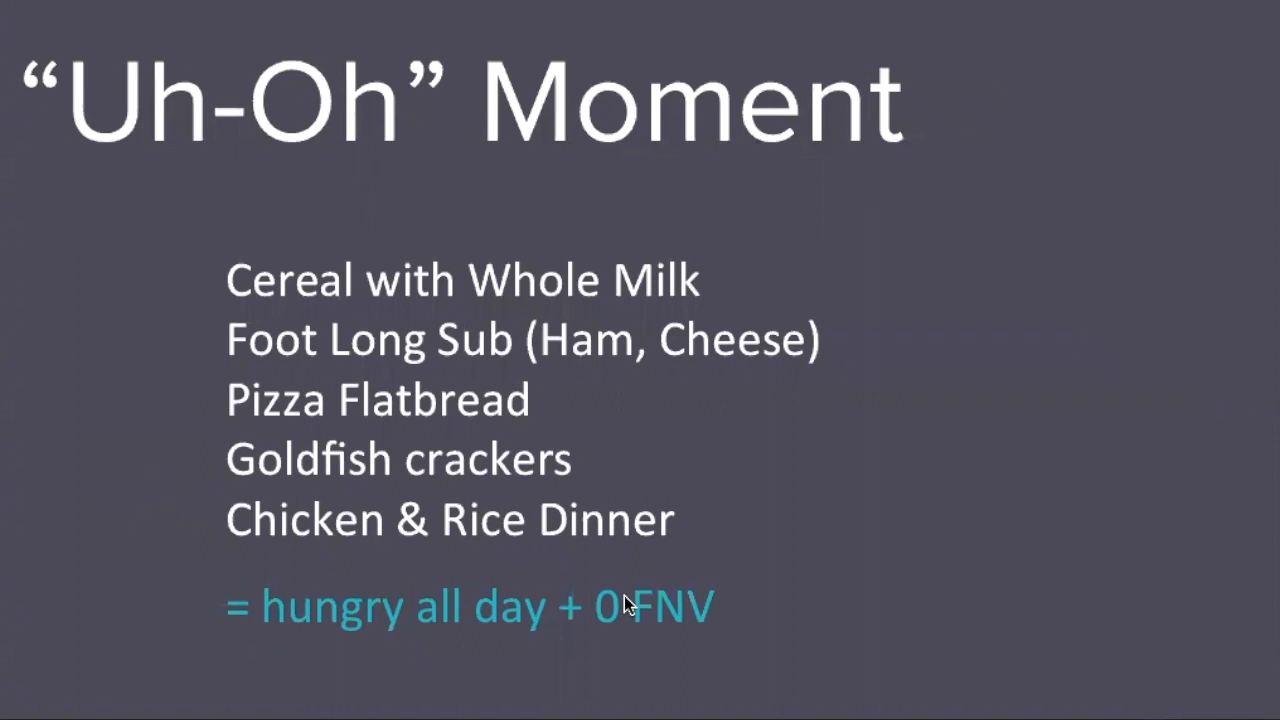 “Uh-Oh” Moment
Cereal with Whole Milk
Foot Long Sub (Ham, Cheese)
Pizza Flatbread
Goldfish crackers
Chicken & Rice Dinner
= hungry all day + 0 FNV